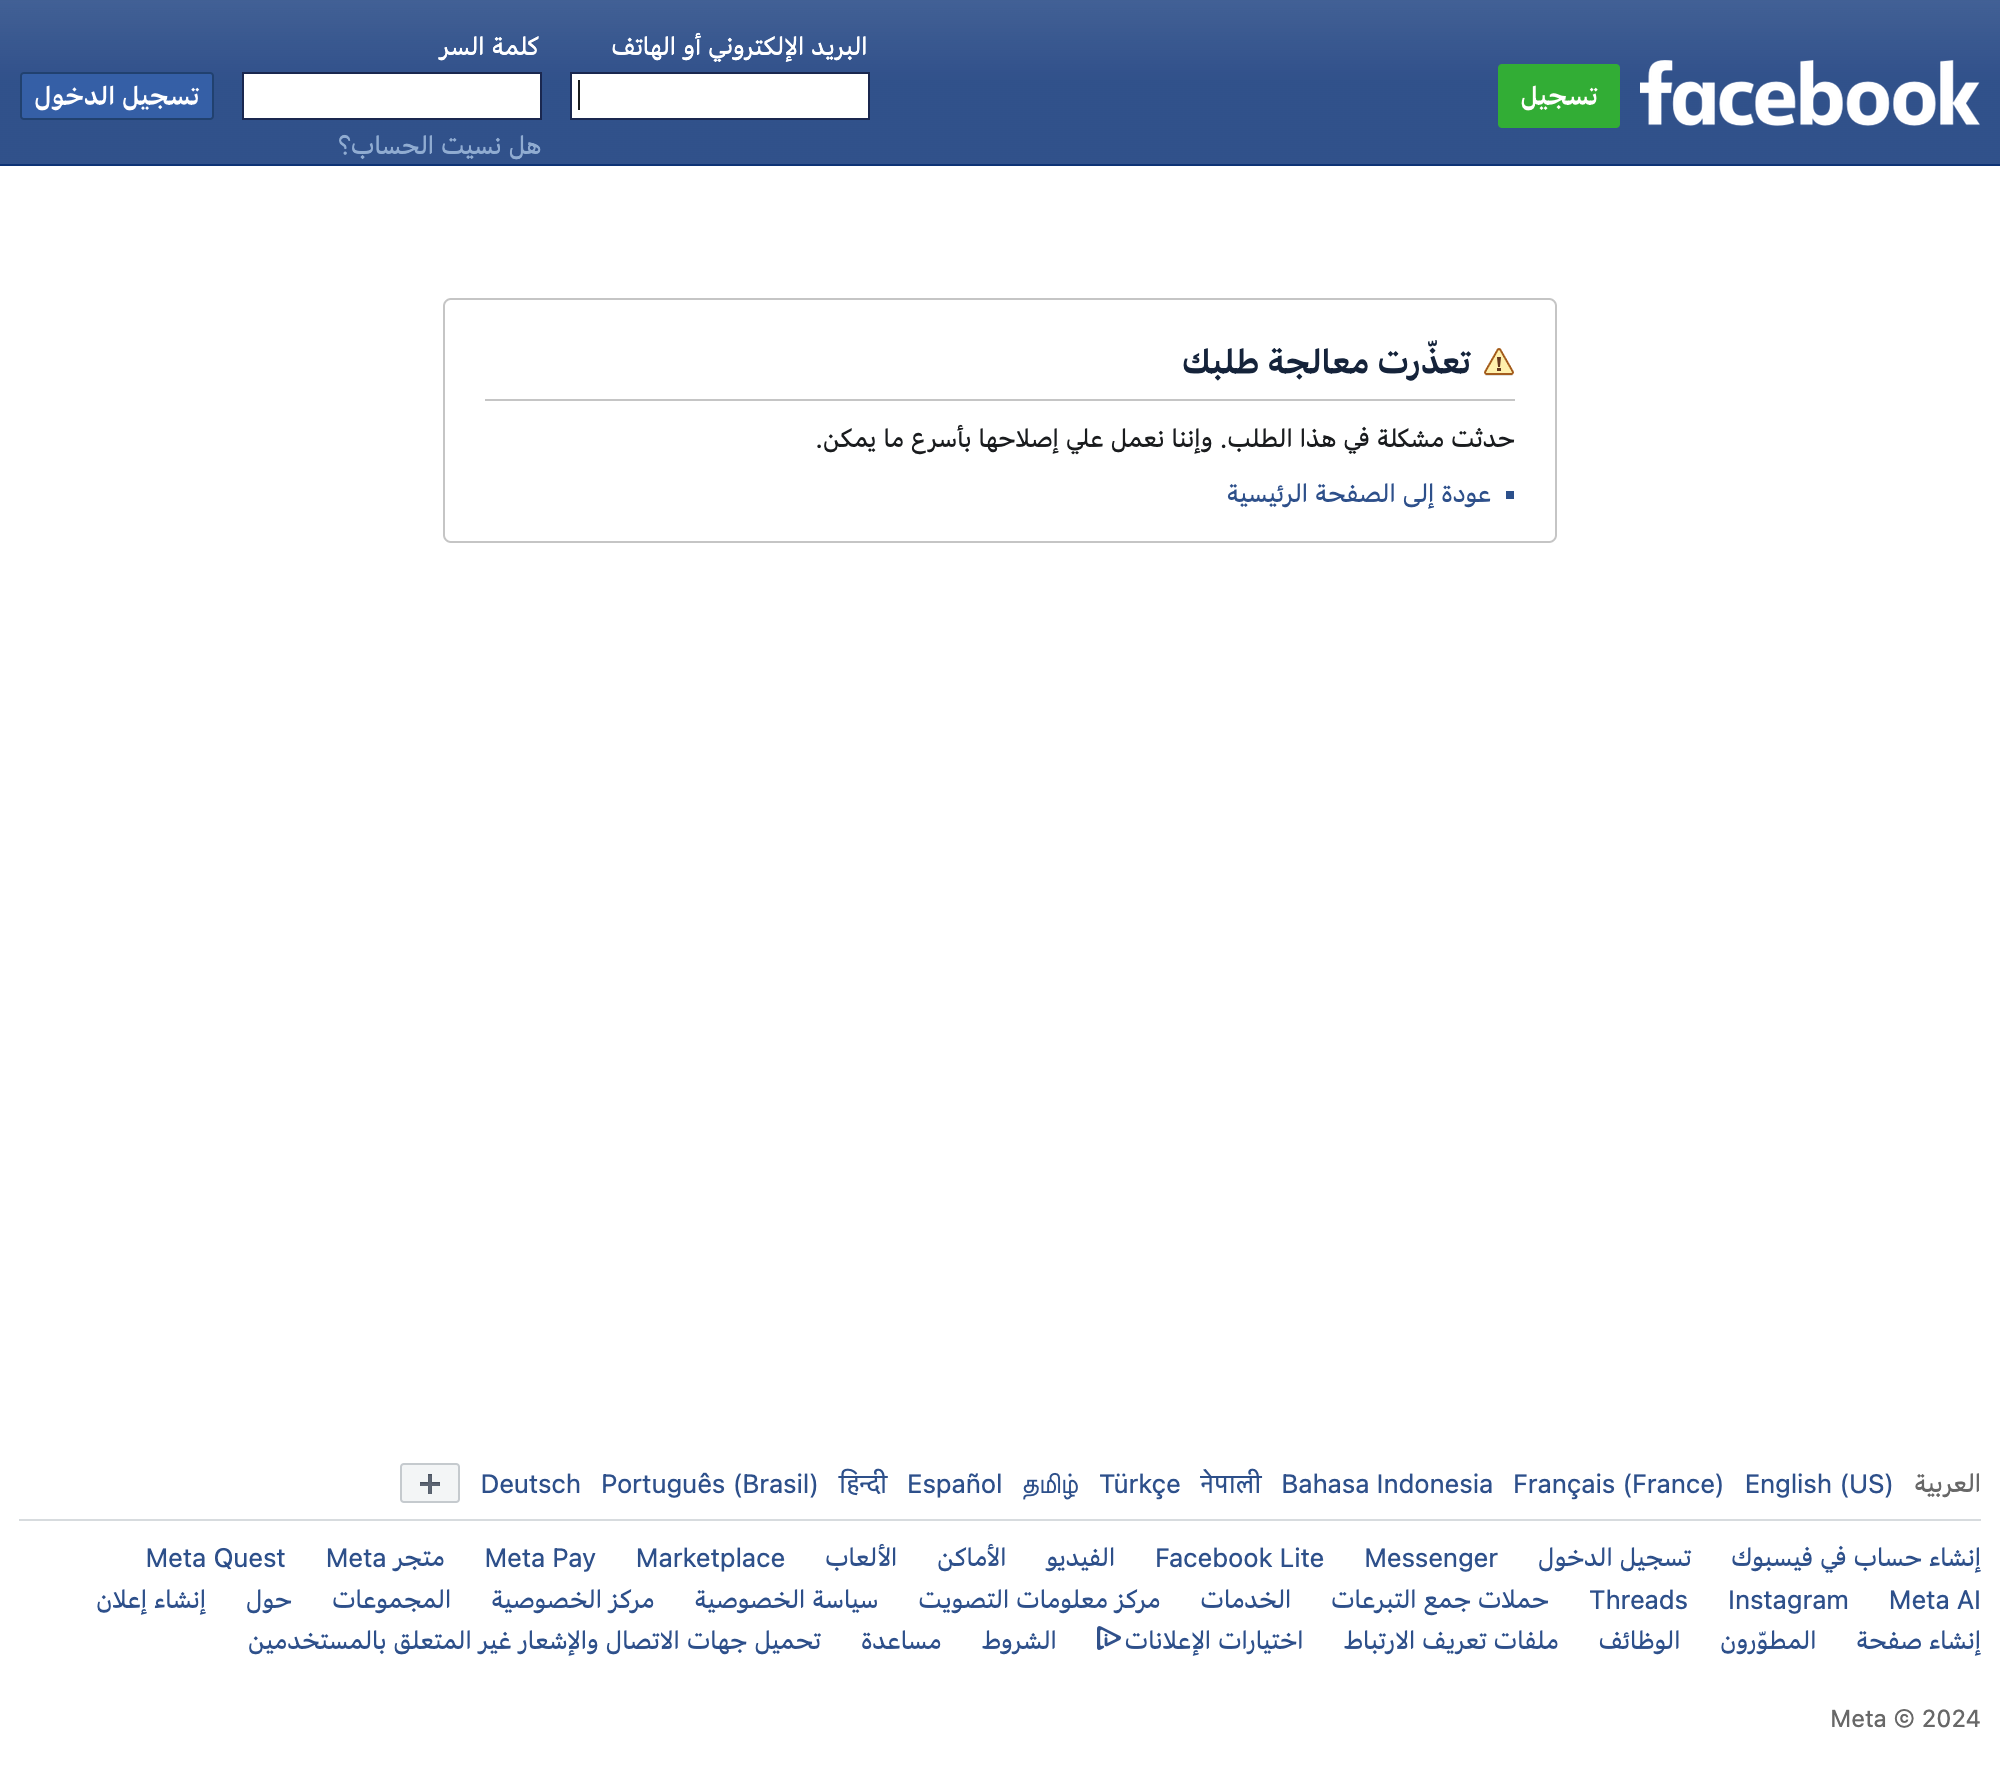 facebook
تسجيل
البريد الإلكتروني أو الهاتف
كلمة السر
تسجيل الدخول
هل نسيت الحساب؟
تعذّرت معالجة طلبك
حدثت مشكلة في هذا الطلب. وإننا نعمل علي إصلاحها بأسرع ما يمكن.
عودة إلى الصفحة الرئيسية
العربية English (US) Français (France) Bahasa Indonesia नेपाली Türkçe தமிழ் Español हिन्दी Português (Brasil) Deutsch
إنشاء حساب في فيسبوك تسجيل الدخول Messenger Facebook Lite الفيديو الأماكن الألعاب Marketplace Meta Pay متجر Meta Meta Quest
Meta AI Instagram Threads حملات جمع التبرعات الخدمات مركز معلومات التصويت سياسة الخصوصية مركز الخصوصية المجموعات حول إنشاء إعلان
إنشاء صفحة المطوّرون الوظائف ملفات تعريف الارتباط اختيارات الإعلانات الشروط مساعدة تحميل جهات الاتصال والإشعار غير المتعلق بالمستخدمين
Meta © 2024